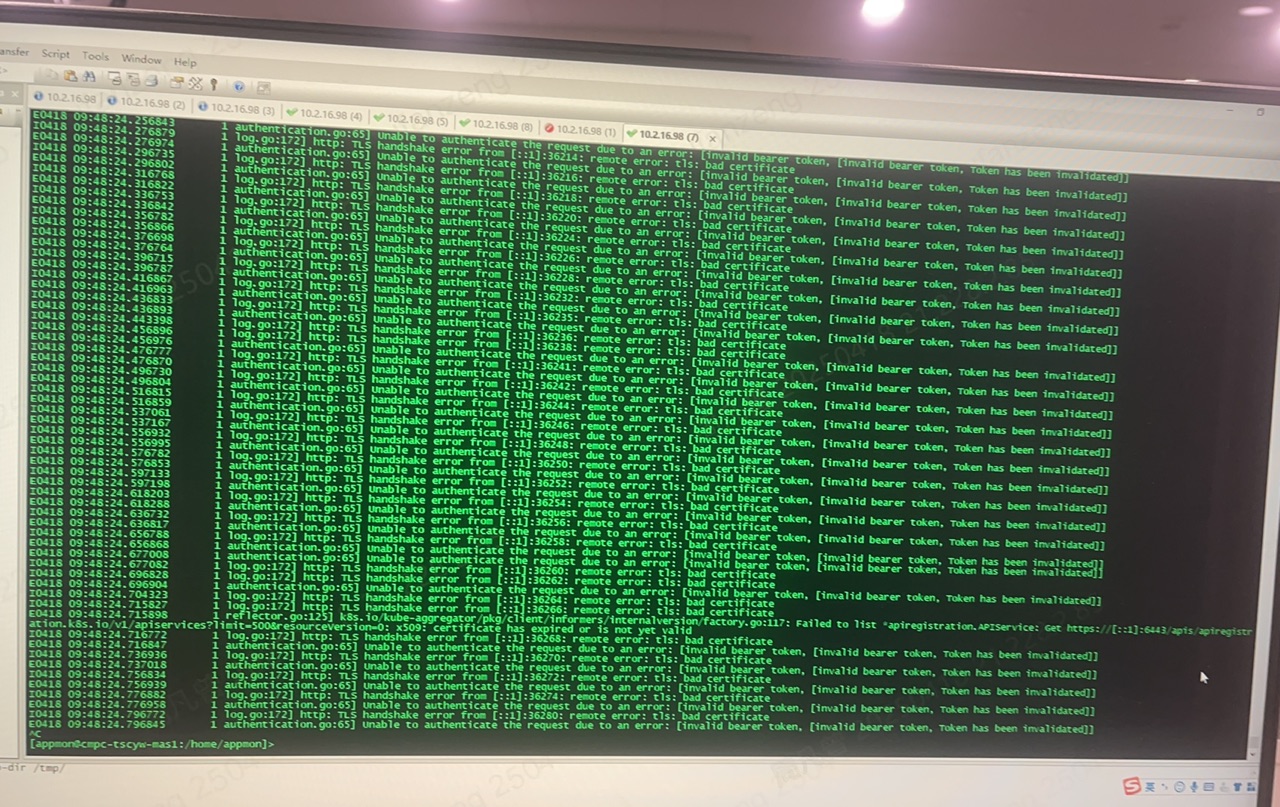 ansfer Script Tools Window Help
10.2.16.98 10.2.16.98 (2) 10.2.16.98 (3) 10.2.16.98 (4) 10.2.16.98 (5) 10.2.16.98 (8) 10.2.16.98 (1) 10.2.16.98 (7)
E0418 09:48:24.256843 1 authentication.go:65] Unable to authenticate the request due to an error: [invalid bearer token, [invalid bearer token, Token has been invalidated]]
I0418 09:48:24.276879 1 log.go:172] http: TLS handshake error from [::1]:36214: remote error: tls: bad certificate
E0418 09:48:24.276974 1 authentication.go:65] Unable to authenticate the request due to an error: [invalid bearer token, [invalid bearer token, Token has been invalidated]]
I0418 09:48:24.296735 1 log.go:172] http: TLS handshake error from [::1]:36216: remote error: tls: bad certificate
E0418 09:48:24.296802 1 authentication.go:65] Unable to authenticate the request due to an error: [invalid bearer token, [invalid bearer token, Token has been invalidated]]
I0418 09:48:24.316768 1 log.go:172] http: TLS handshake error from [::1]:36218: remote error: tls: bad certificate
E0418 09:48:24.316822 1 authentication.go:65] Unable to authenticate the request due to an error: [invalid bearer token, [invalid bearer token, Token has been invalidated]]
I0418 09:48:24.336753 1 log.go:172] http: TLS handshake error from [::1]:36220: remote error: tls: bad certificate
E0418 09:48:24.336842 1 authentication.go:65] Unable to authenticate the request due to an error: [invalid bearer token, [invalid bearer token, Token has been invalidated]]
I0418 09:48:24.356782 1 log.go:172] http: TLS handshake error from [::1]:36224: remote error: tls: bad certificate
E0418 09:48:24.356866 1 authentication.go:65] Unable to authenticate the request due to an error: [invalid bearer token, [invalid bearer token, Token has been invalidated]]
I0418 09:48:24.376698 1 log.go:172] http: TLS handshake error from [::1]:36226: remote error: tls: bad certificate
E0418 09:48:24.376764 1 authentication.go:65] Unable to authenticate the request due to an error: [invalid bearer token, [invalid bearer token, Token has been invalidated]]
I0418 09:48:24.396715 1 log.go:172] http: TLS handshake error from [::1]:36228: remote error: tls: bad certificate
E0418 09:48:24.396787 1 authentication.go:65] Unable to authenticate the request due to an error: [invalid bearer token, [invalid bearer token, Token has been invalidated]]
I0418 09:48:24.416867 1 log.go:172] http: TLS handshake error from [::1]:36232: remote error: tls: bad certificate
E0418 09:48:24.416965 1 authentication.go:65] Unable to authenticate the request due to an error: [invalid bearer token, [invalid bearer token, Token has been invalidated]]
I0418 09:48:24.436833 1 log.go:172] http: TLS handshake error from [::1]:36235: remote error: tls: bad certificate
E0418 09:48:24.436893 1 authentication.go:65] Unable to authenticate the request due to an error: [invalid bearer token, [invalid bearer token, Token has been invalidated]]
I0418 09:48:24.443398 1 log.go:172] http: TLS handshake error from [::1]:36236: remote error: tls: bad certificate
I0418 09:48:24.456896 1 log.go:172] http: TLS handshake error from [::1]:36238: remote error: tls: bad certificate
E0418 09:48:24.456976 1 authentication.go:65] Unable to authenticate the request due to an error: [invalid bearer token, [invalid bearer token, Token has been invalidated]]
I0418 09:48:24.476777 1 log.go:172] http: TLS handshake error from [::1]:36241: remote error: tls: bad certificate
E0418 09:48:24.476870 1 authentication.go:65] Unable to authenticate the request due to an error: [invalid bearer token, [invalid bearer token, Token has been invalidated]]
I0418 09:48:24.496730 1 log.go:172] http: TLS handshake error from [::1]:36242: remote error: tls: bad certificate
E0418 09:48:24.496804 1 authentication.go:65] Unable to authenticate the request due to an error: [invalid bearer token, [invalid bearer token, Token has been invalidated]]
I0418 09:48:24.516815 1 log.go:172] http: TLS handshake error from [::1]:36244: remote error: tls: bad certificate
E0418 09:48:24.516859 1 authentication.go:65] Unable to authenticate the request due to an error: [invalid bearer token, [invalid bearer token, Token has been invalidated]]
I0418 09:48:24.537061 1 log.go:172] http: TLS handshake error from [::1]:36246: remote error: tls: bad certificate
E0418 09:48:24.537167 1 authentication.go:65] Unable to authenticate the request due to an error: [invalid bearer token, [invalid bearer token, Token has been invalidated]]
I0418 09:48:24.556932 1 log.go:172] http: TLS handshake error from [::1]:36248: remote error: tls: bad certificate
E0418 09:48:24.556995 1 authentication.go:65] Unable to authenticate the request due to an error: [invalid bearer token, [invalid bearer token, Token has been invalidated]]
I0418 09:48:24.576782 1 log.go:172] http: TLS handshake error from [::1]:36250: remote error: tls: bad certificate
E0418 09:48:24.576853 1 authentication.go:65] Unable to authenticate the request due to an error: [invalid bearer token, [invalid bearer token, Token has been invalidated]]
I0418 09:48:24.597133 1 log.go:172] http: TLS handshake error from [::1]:36252: remote error: tls: bad certificate
E0418 09:48:24.597198 1 authentication.go:65] Unable to authenticate the request due to an error: [invalid bearer token, [invalid bearer token, Token has been invalidated]]
I0418 09:48:24.618203 1 log.go:172] http: TLS handshake error from [::1]:36254: remote error: tls: bad certificate
E0418 09:48:24.618288 1 authentication.go:65] Unable to authenticate the request due to an error: [invalid bearer token, [invalid bearer token, Token has been invalidated]]
I0418 09:48:24.636732 1 log.go:172] http: TLS handshake error from [::1]:36256: remote error: tls: bad certificate
E0418 09:48:24.636817 1 authentication.go:65] Unable to authenticate the request due to an error: [invalid bearer token, [invalid bearer token, Token has been invalidated]]
I0418 09:48:24.656788 1 log.go:172] http: TLS handshake error from [::1]:36258: remote error: tls: bad certificate
E0418 09:48:24.656868 1 authentication.go:65] Unable to authenticate the request due to an error: [invalid bearer token, [invalid bearer token, Token has been invalidated]]
E0418 09:48:24.677008 1 authentication.go:65] Unable to authenticate the request due to an error: [invalid bearer token, [invalid bearer token, Token has been invalidated]]
I0418 09:48:24.677082 1 log.go:172] http: TLS handshake error from [::1]:36260: remote error: tls: bad certificate
I0418 09:48:24.696828 1 log.go:172] http: TLS handshake error from [::1]:36262: remote error: tls: bad certificate
E0418 09:48:24.696904 1 authentication.go:65] Unable to authenticate the request due to an error: [invalid bearer token, [invalid bearer token, Token has been invalidated]]
I0418 09:48:24.704323 1 log.go:172] http: TLS handshake error from [::1]:36264: remote error: tls: bad certificate
I0418 09:48:24.715827 1 log.go:172] http: TLS handshake error from [::1]:36266: remote error: tls: bad certificate
E0418 09:48:24.715898 1 reflector.go:125] k8s.io/kube-aggregator/pkg/client/informers/internalversion/factory.go:117: Failed to list *apiregistration.APIService: Get https://[::1]:6443/apis/apiregistr
ation.k8s.io/v1/apiservices?limit=500&resourceVersion=0: x509: certificate has expired or is not yet valid
I0418 09:48:24.716772 1 log.go:172] http: TLS handshake error from [::1]:36268: remote error: tls: bad certificate
E0418 09:48:24.716847 1 authentication.go:65] Unable to authenticate the request due to an error: [invalid bearer token, [invalid bearer token, Token has been invalidated]]
I0418 09:48:24.736936 1 log.go:172] http: TLS handshake error from [::1]:36270: remote error: tls: bad certificate
E0418 09:48:24.737018 1 authentication.go:65] Unable to authenticate the request due to an error: [invalid bearer token, [invalid bearer token, Token has been invalidated]]
I0418 09:48:24.756834 1 log.go:172] http: TLS handshake error from [::1]:36272: remote error: tls: bad certificate
E0418 09:48:24.756939 1 authentication.go:65] Unable to authenticate the request due to an error: [invalid bearer token, [invalid bearer token, Token has been invalidated]]
I0418 09:48:24.776882 1 log.go:172] http: TLS handshake error from [::1]:36274: remote error: tls: bad certificate
E0418 09:48:24.776958 1 authentication.go:65] Unable to authenticate the request due to an error: [invalid bearer token, [invalid bearer token, Token has been invalidated]]
I0418 09:48:24.796772 1 log.go:172] http: TLS handshake error from [::1]:36280: remote error: tls: bad certificate
E0418 09:48:24.796845 1 authentication.go:65] Unable to authenticate the request due to an error: [invalid bearer token, [invalid bearer token, Token has been invalidated]]
^C
[appmon@cmpc-tscyw-mas1:/home/appmon]>
-dir /tmp/
英